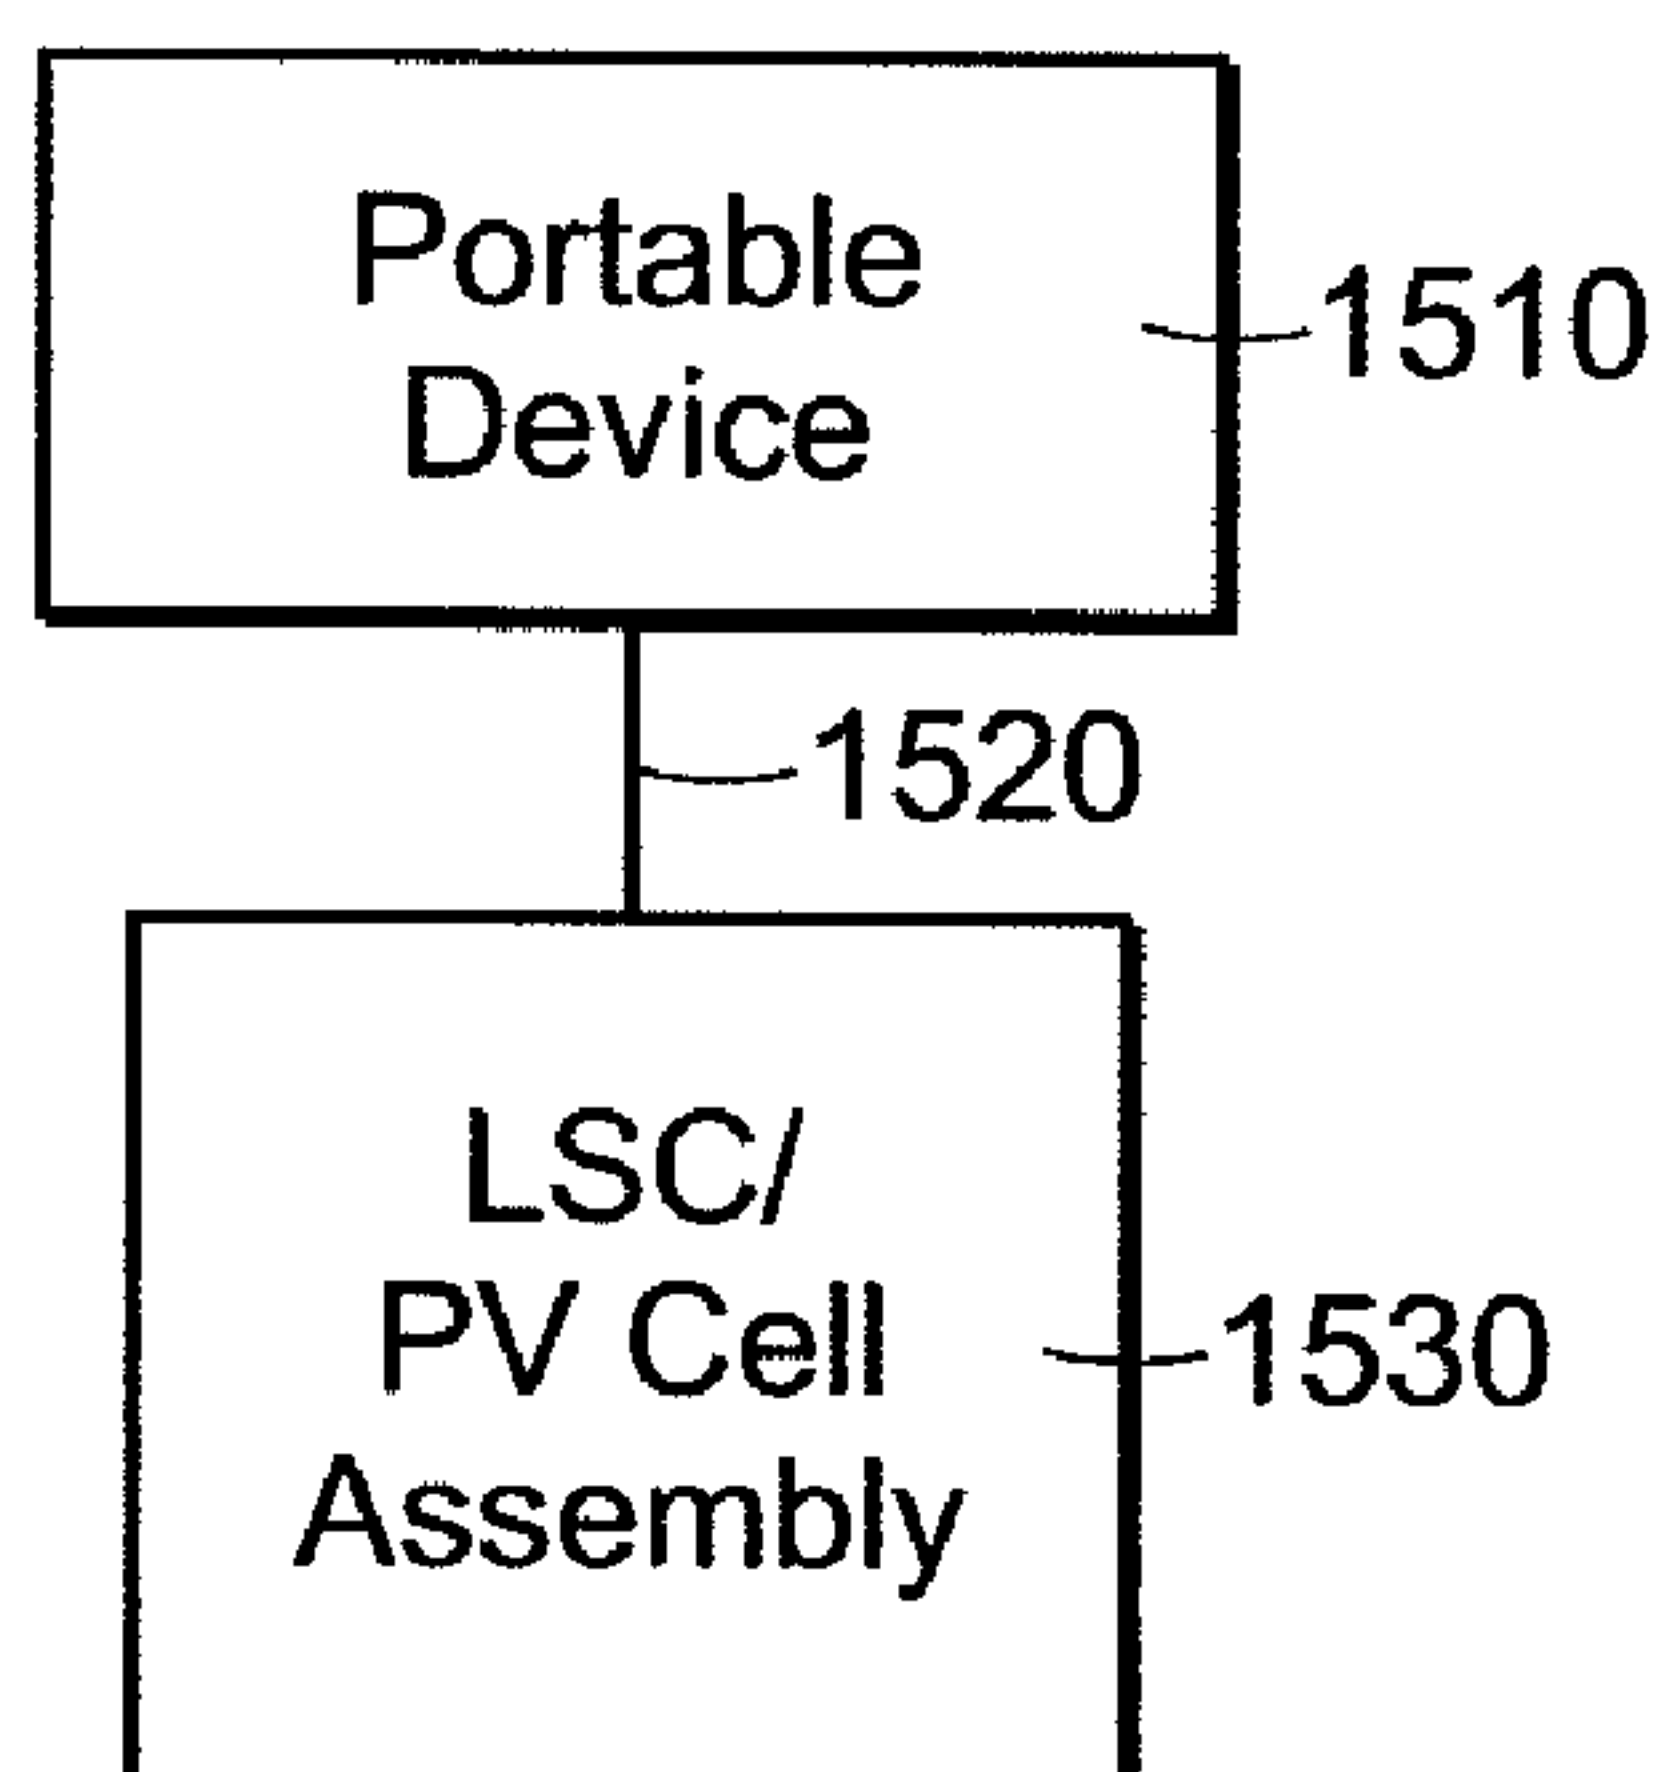 Portable
Device
1510
1520
LSC/
PV Cell
Assembly
1530